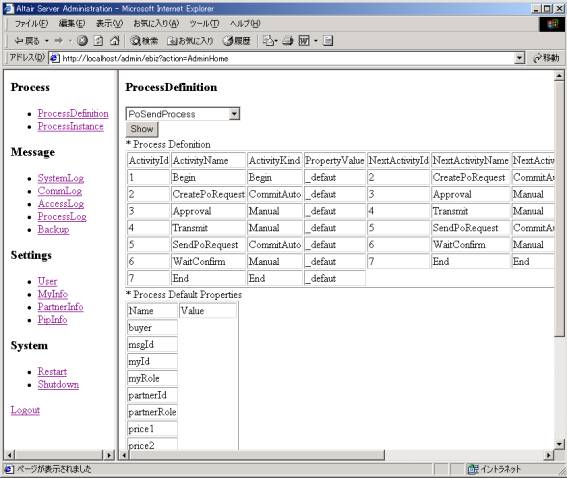 Altair Server Administration - Microsoft Internet Explorer
ファイル(F) 編集(E) 表示(V) お気に入り(A) ツール(T) ヘルプ(H)
戻る 検索 お気に入り 履歴
アドレス(D) http://localhost/admin/ebiz?action=AdminHome 移動
Process
ProcessDefinition
ProcessInstance
Message
SystemLog
CommLog
AccessLog
ProcessLog
Backup
Settings
User
MyInfo
PartnerInfo
PipInfo
System
Restart
Shutdown
Logout
ProcessDefinition
PoSendProcess
Show
* Process Defonition
ActivityId ActivityName ActivityKind PropertyValue NextActivityId NextActivityName NextActiv
1 Begin Begin _defaut 2 CreatePoRequest CommitAu
2 CreatePoRequest CommitAuto _defaut 3 Approval Manual
3 Approval Manual _defaut 4 Transmit Manual
4 Transmit Manual _defaut 5 SendPoRequest CommitAu
5 SendPoRequest CommitAuto _defaut 6 WaitConfirm Manual
6 WaitConfirm Manual _defaut 7 End End
7 End End _defaut
* Process Default Properties
Name Value
buyer
msgId
myId
myRole
partnerId
partnerRole
price1
price2
ページが表示されました イントラネット